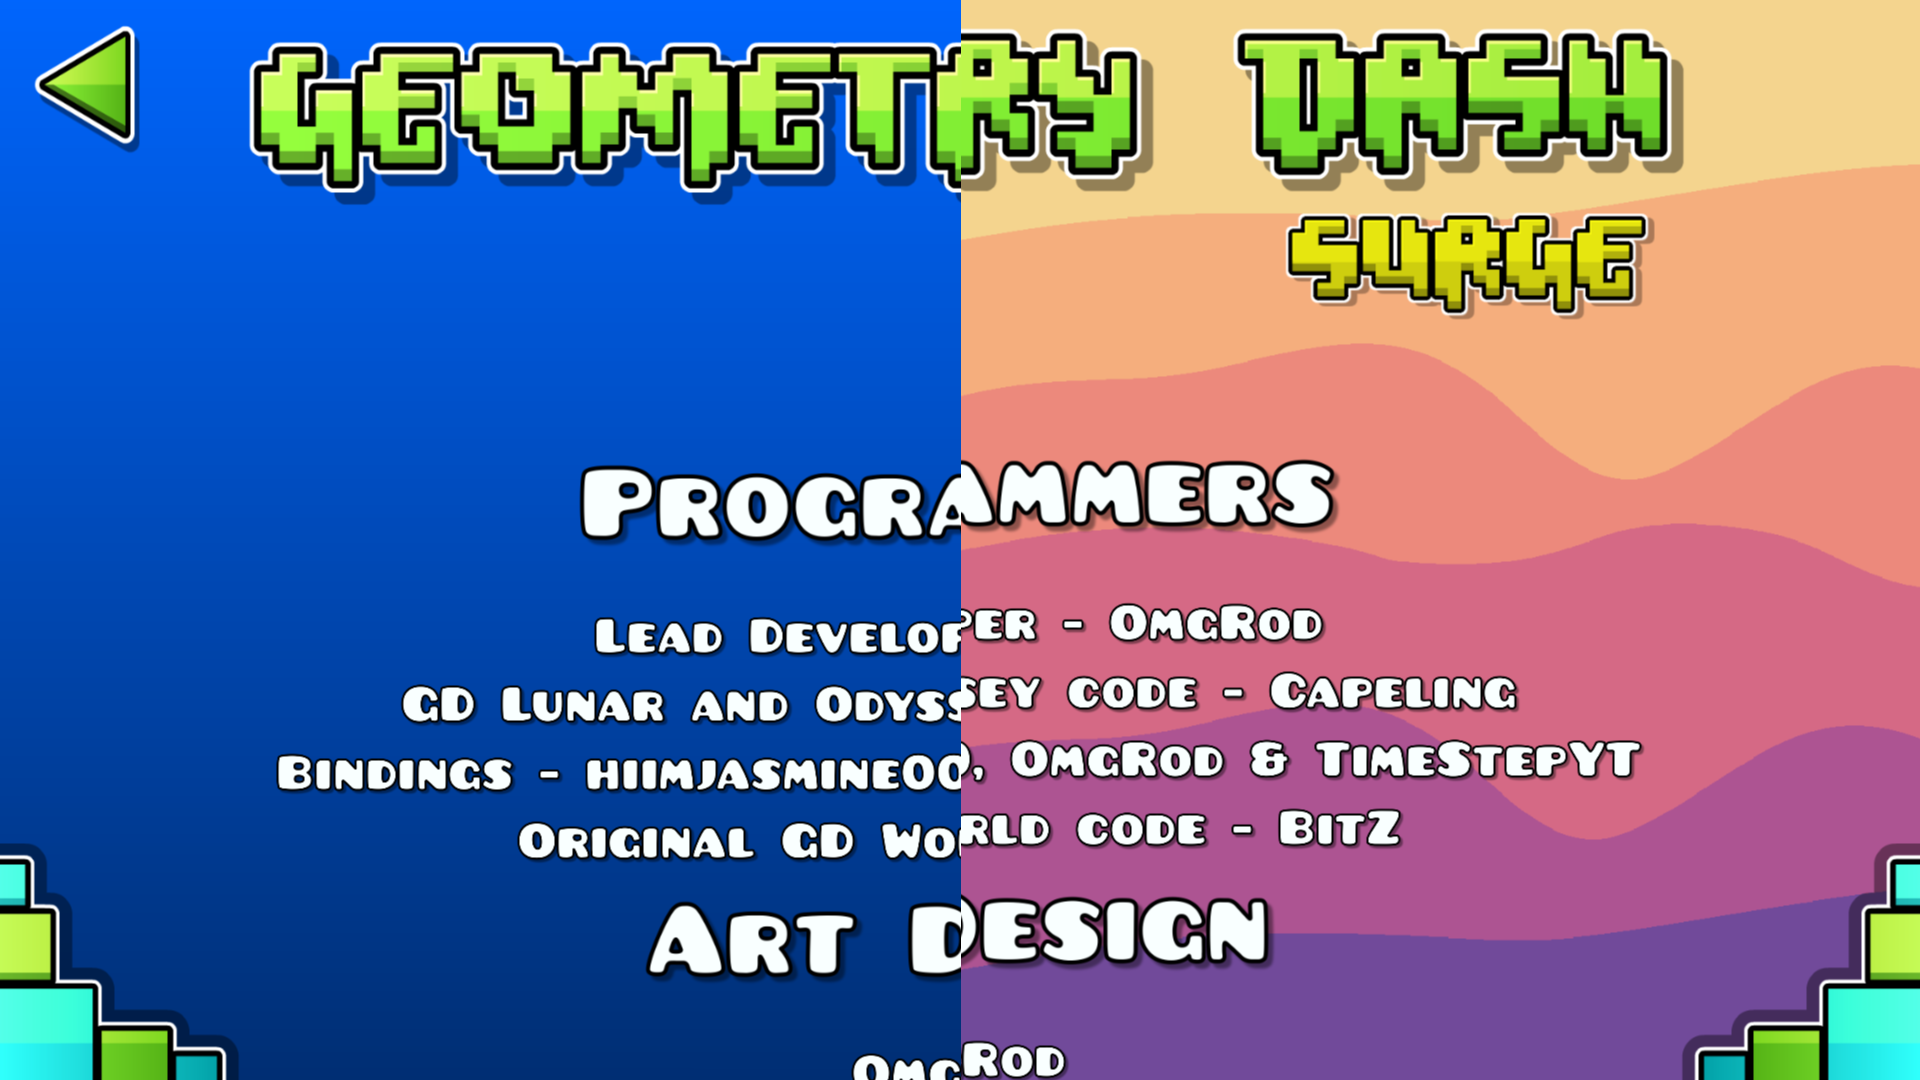 GEOMETRY DASH
SURGE
PROGRAMMERS
LEAD DEVELOPER - OMGROD
GD LUNAR AND ODYSSEY CODE - CAPELING
BINDINGS - HIIMJASMINE00, OMGROD & TIMESTEPYT
ORIGINAL GD WORLD CODE - BITZ
ART DESIGN
OMGROD